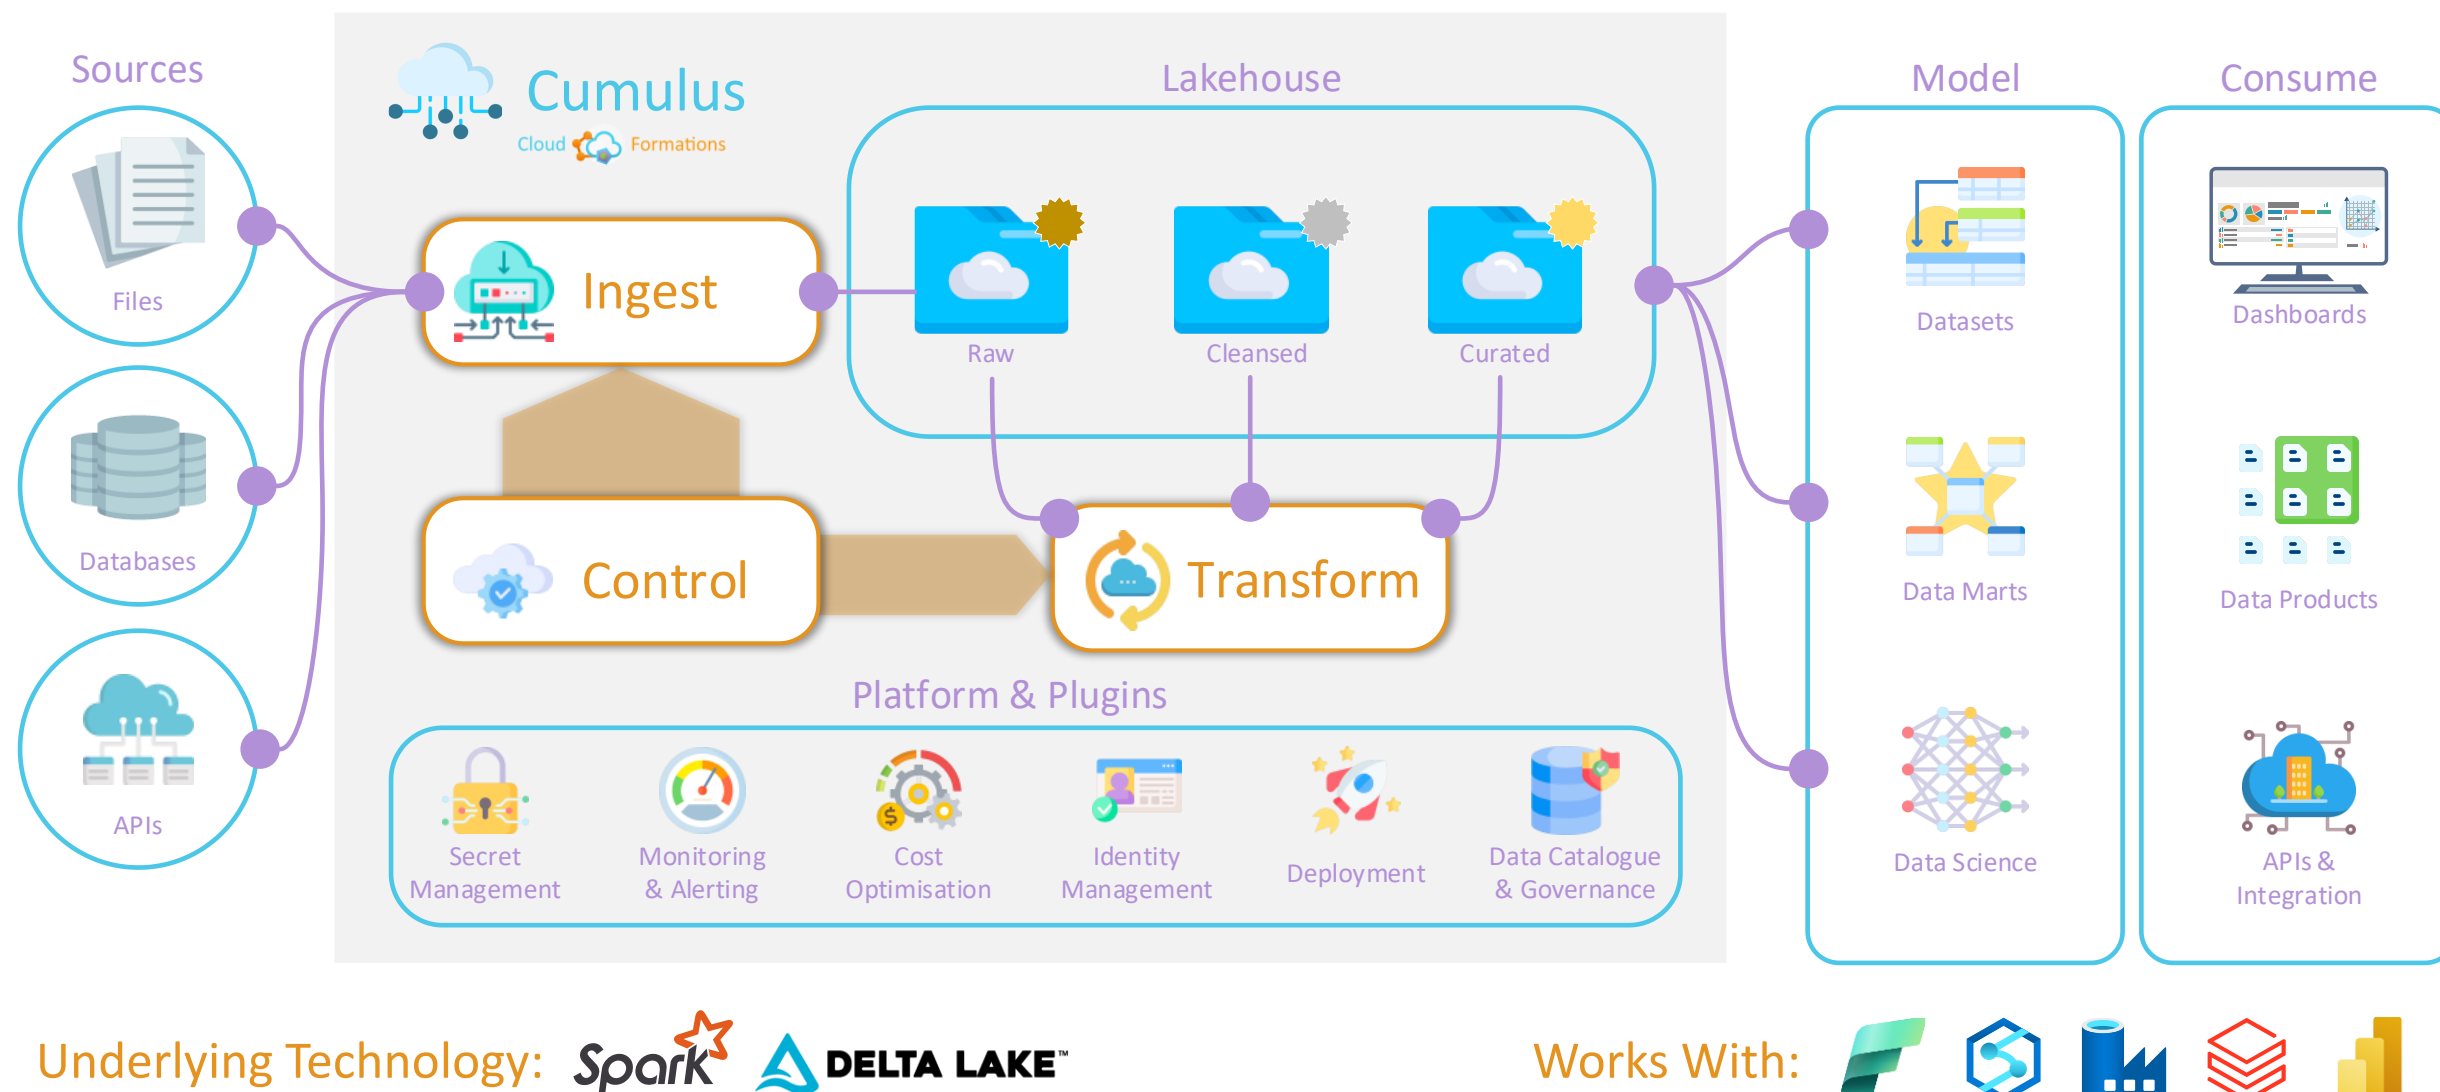 Sources
Files
Databases
APIs
Cumulus
Cloud Formations
Ingest
Control
Transform
Lakehouse
Raw
Cleansed
Curated
Platform & Plugins
Secret
Management
Monitoring
& Alerting
Cost
Optimisation
Identity
Management
Deployment
Data Catalogue
& Governance
Model
Datasets
Data Marts
Data Science
Consume
Dashboards
Data Products
APIs &
Integration
Underlying Technology:
Spark
DELTA LAKE™
Works With: